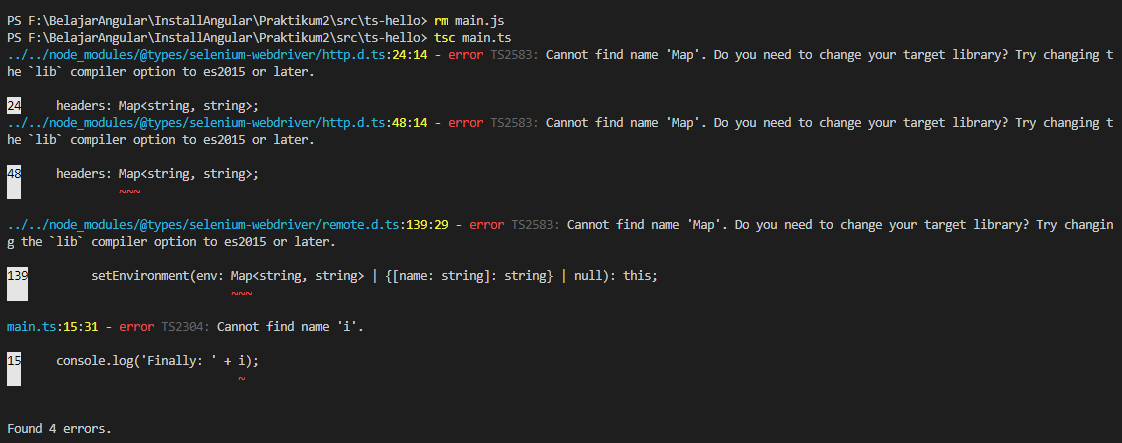 PS F:\BelajarAngular\InstallAngular\Praktikum2\src\ts-hello> rm main.js
PS F:\BelajarAngular\InstallAngular\Praktikum2\src\ts-hello> tsc main.ts
../../node_modules/@types/selenium-webdriver/http.d.ts:24:14 - error TS2583: Cannot find name 'Map'. Do you need to change your target library? Try changing t
he `lib` compiler option to es2015 or later.
24     headers: Map<string, string>;
../../node_modules/@types/selenium-webdriver/http.d.ts:48:14 - error TS2583: Cannot find name 'Map'. Do you need to change your target library? Try changing t
he `lib` compiler option to es2015 or later.
48     headers: Map<string, string>;
~~~
../../node_modules/@types/selenium-webdriver/remote.d.ts:139:29 - error TS2583: Cannot find name 'Map'. Do you need to change your target library? Try changin
g the `lib` compiler option to es2015 or later.
139         setEnvironment(env: Map<string, string> | {[name: string]: string} | null): this;
~~~
main.ts:15:31 - error TS2304: Cannot find name 'i'.
15     console.log('Finally: ' + i);
~
Found 4 errors.